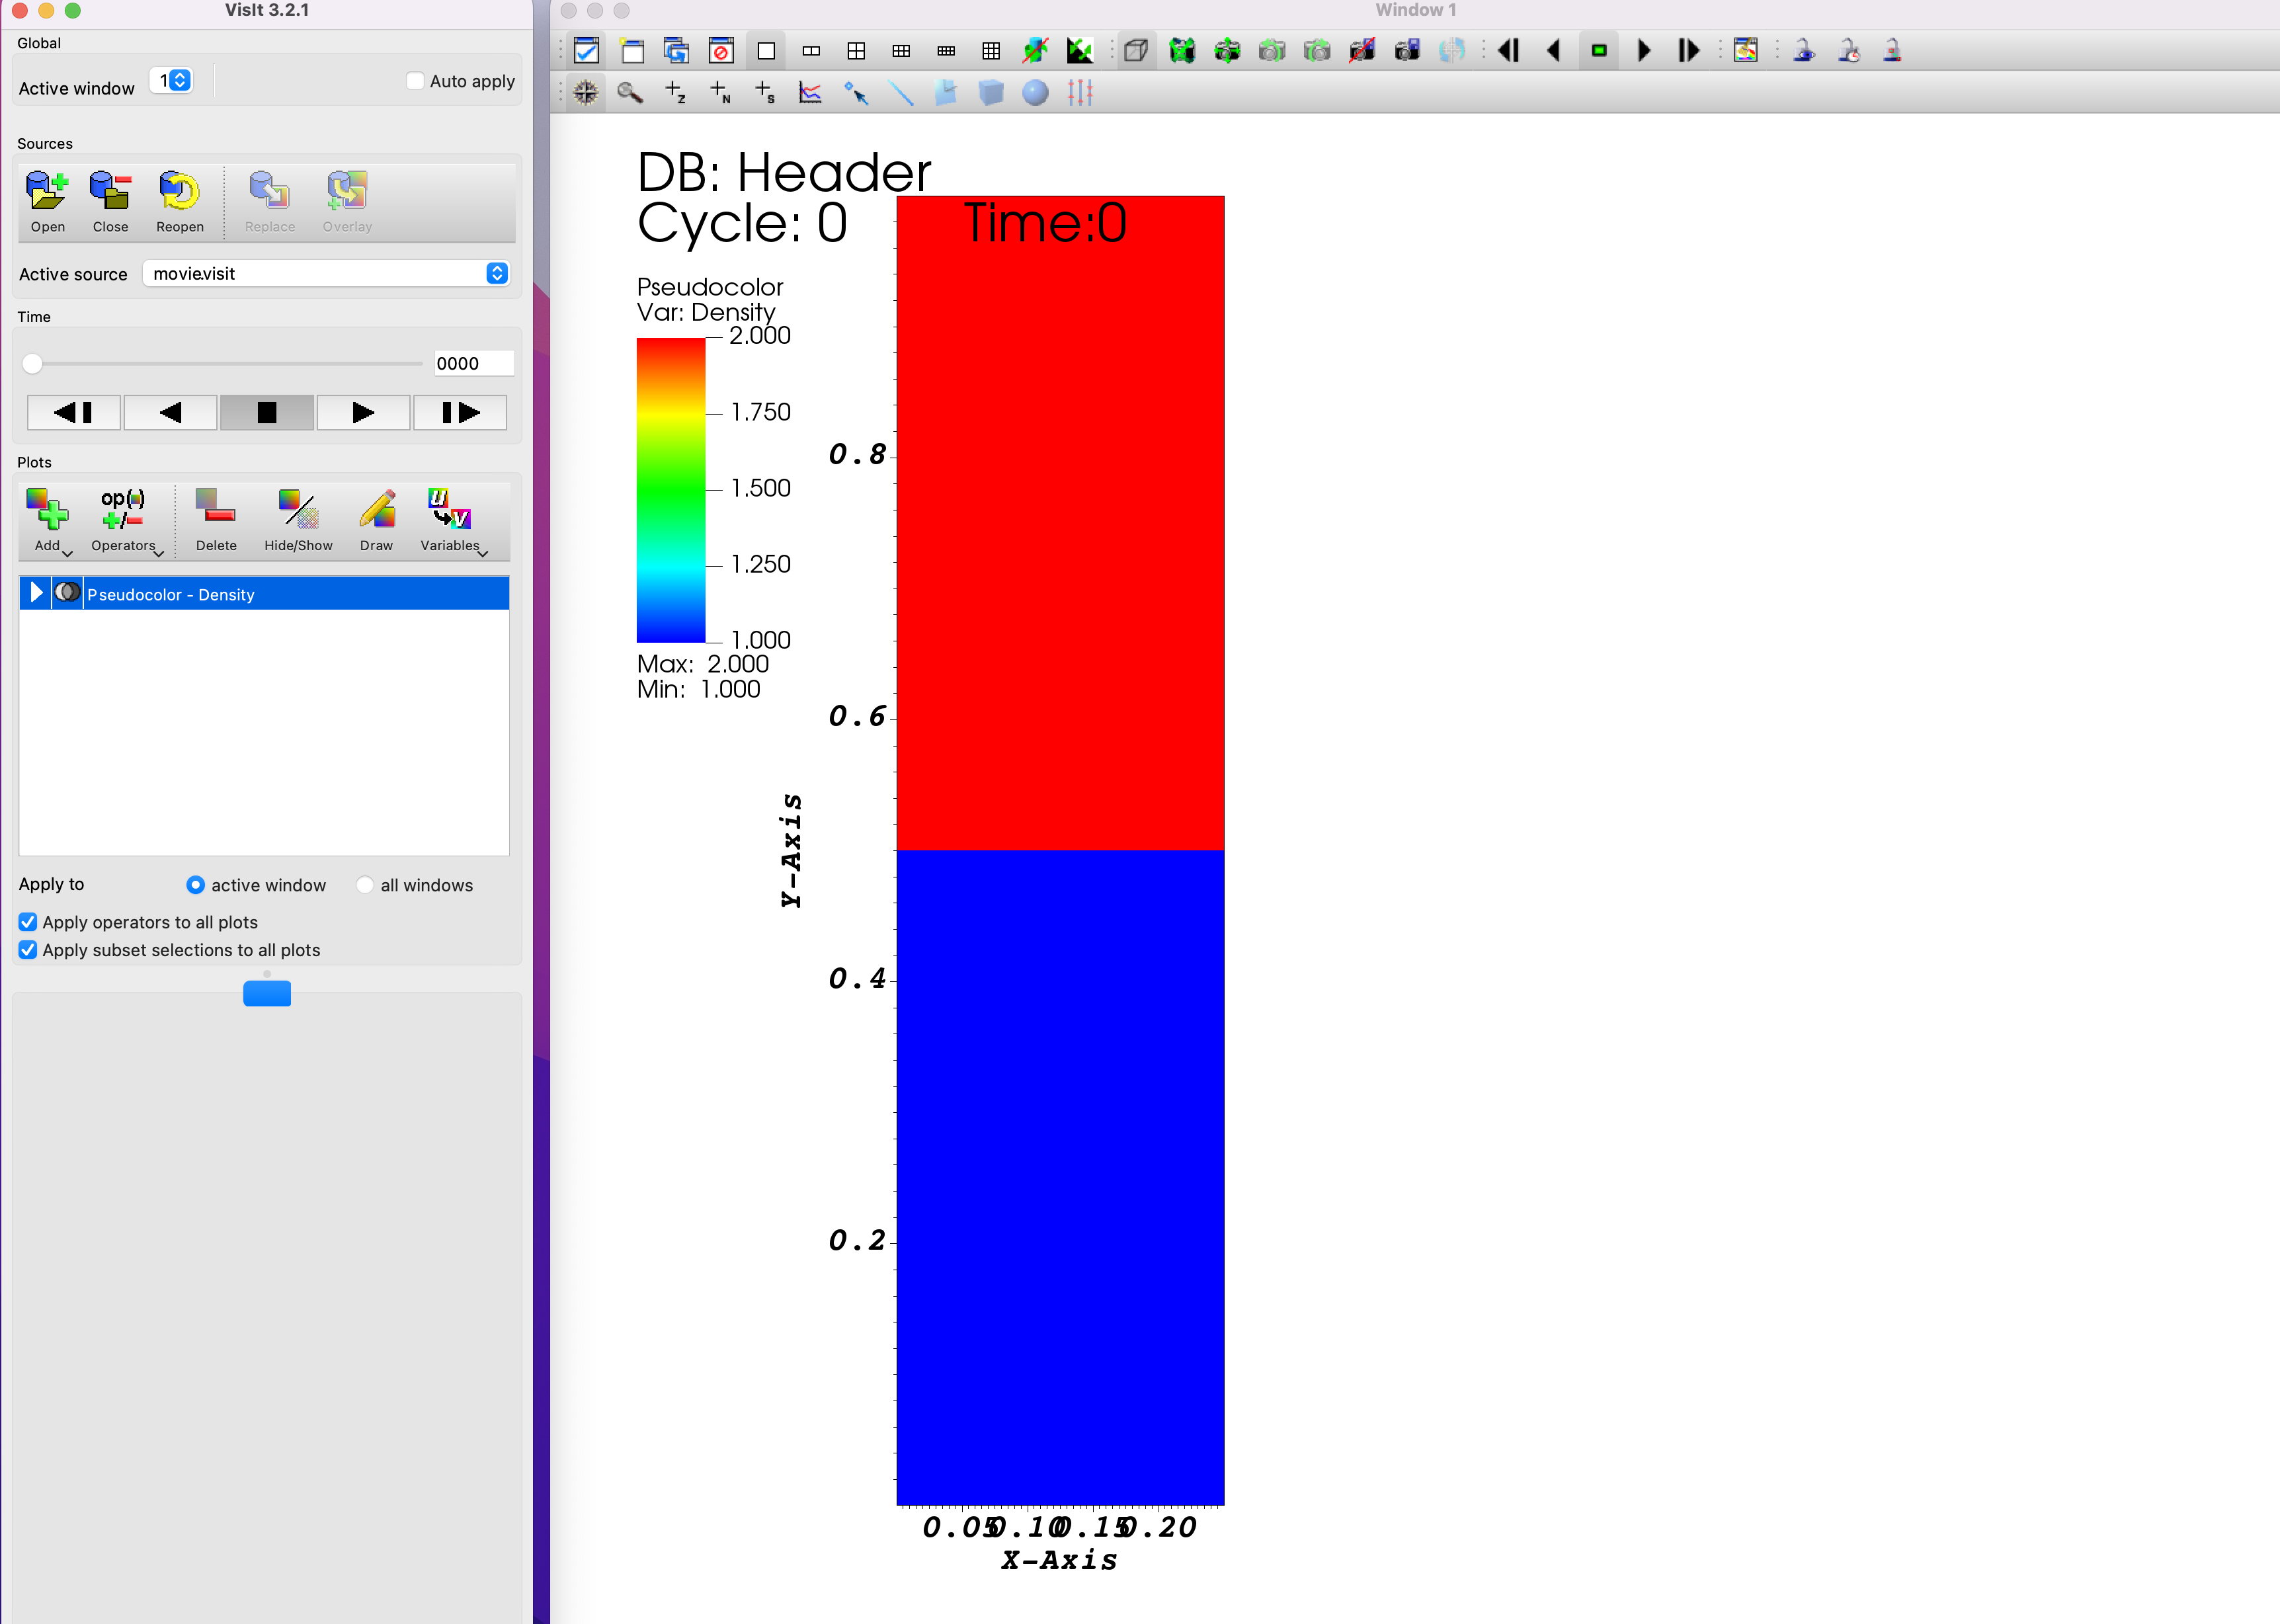 VisIt 3.2.1
Global
Active window 1
Auto apply
Sources
Open Close Reopen Replace Overlay
Active source movie.visit
Time
0000
Plots
Add op(·) +/- Operators Delete Hide/Show Draw u v Variables
Pseudocolor - Density
Apply to active window all windows
Apply operators to all plots
Apply subset selections to all plots
Window 1
+Z +N +S
DB: Header
Cycle: 0 Time:0
Pseudocolor
Var: Density
2.000
1.750
1.500
1.250
1.000
Max: 2.000
Min: 1.000
0.8
0.6
Y-Axis
0.4
0.2
0.05 0.10 0.15 0.20
X-Axis